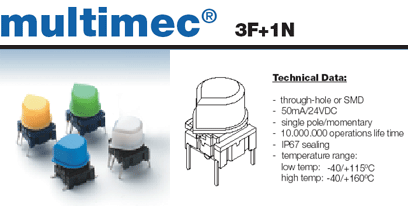 multimec® 3F+1N
Technical Data:
- through-hole or SMD
- 50mA/24VDC
- single pole/momentary
- 10.000.000 operations life time
- IP67 sealing
- temperature range:
low temp: -40/+115ºC
high temp: -40/+160ºC